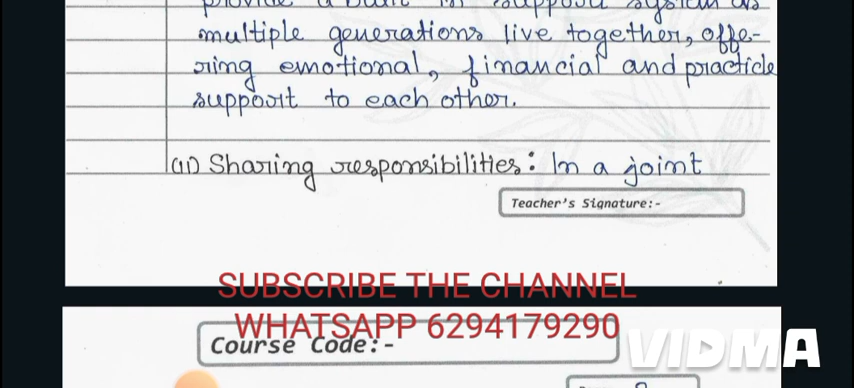 multiple generations live together, offe-
ring emotional, financial and practicle
support to each other.
(11) Sharing responsibilities: In a joint
Teacher's Signature:-
SUBSCRIBE THE CHANNEL
WHATSAPP 6294179290
Course Code:-
VIDMA